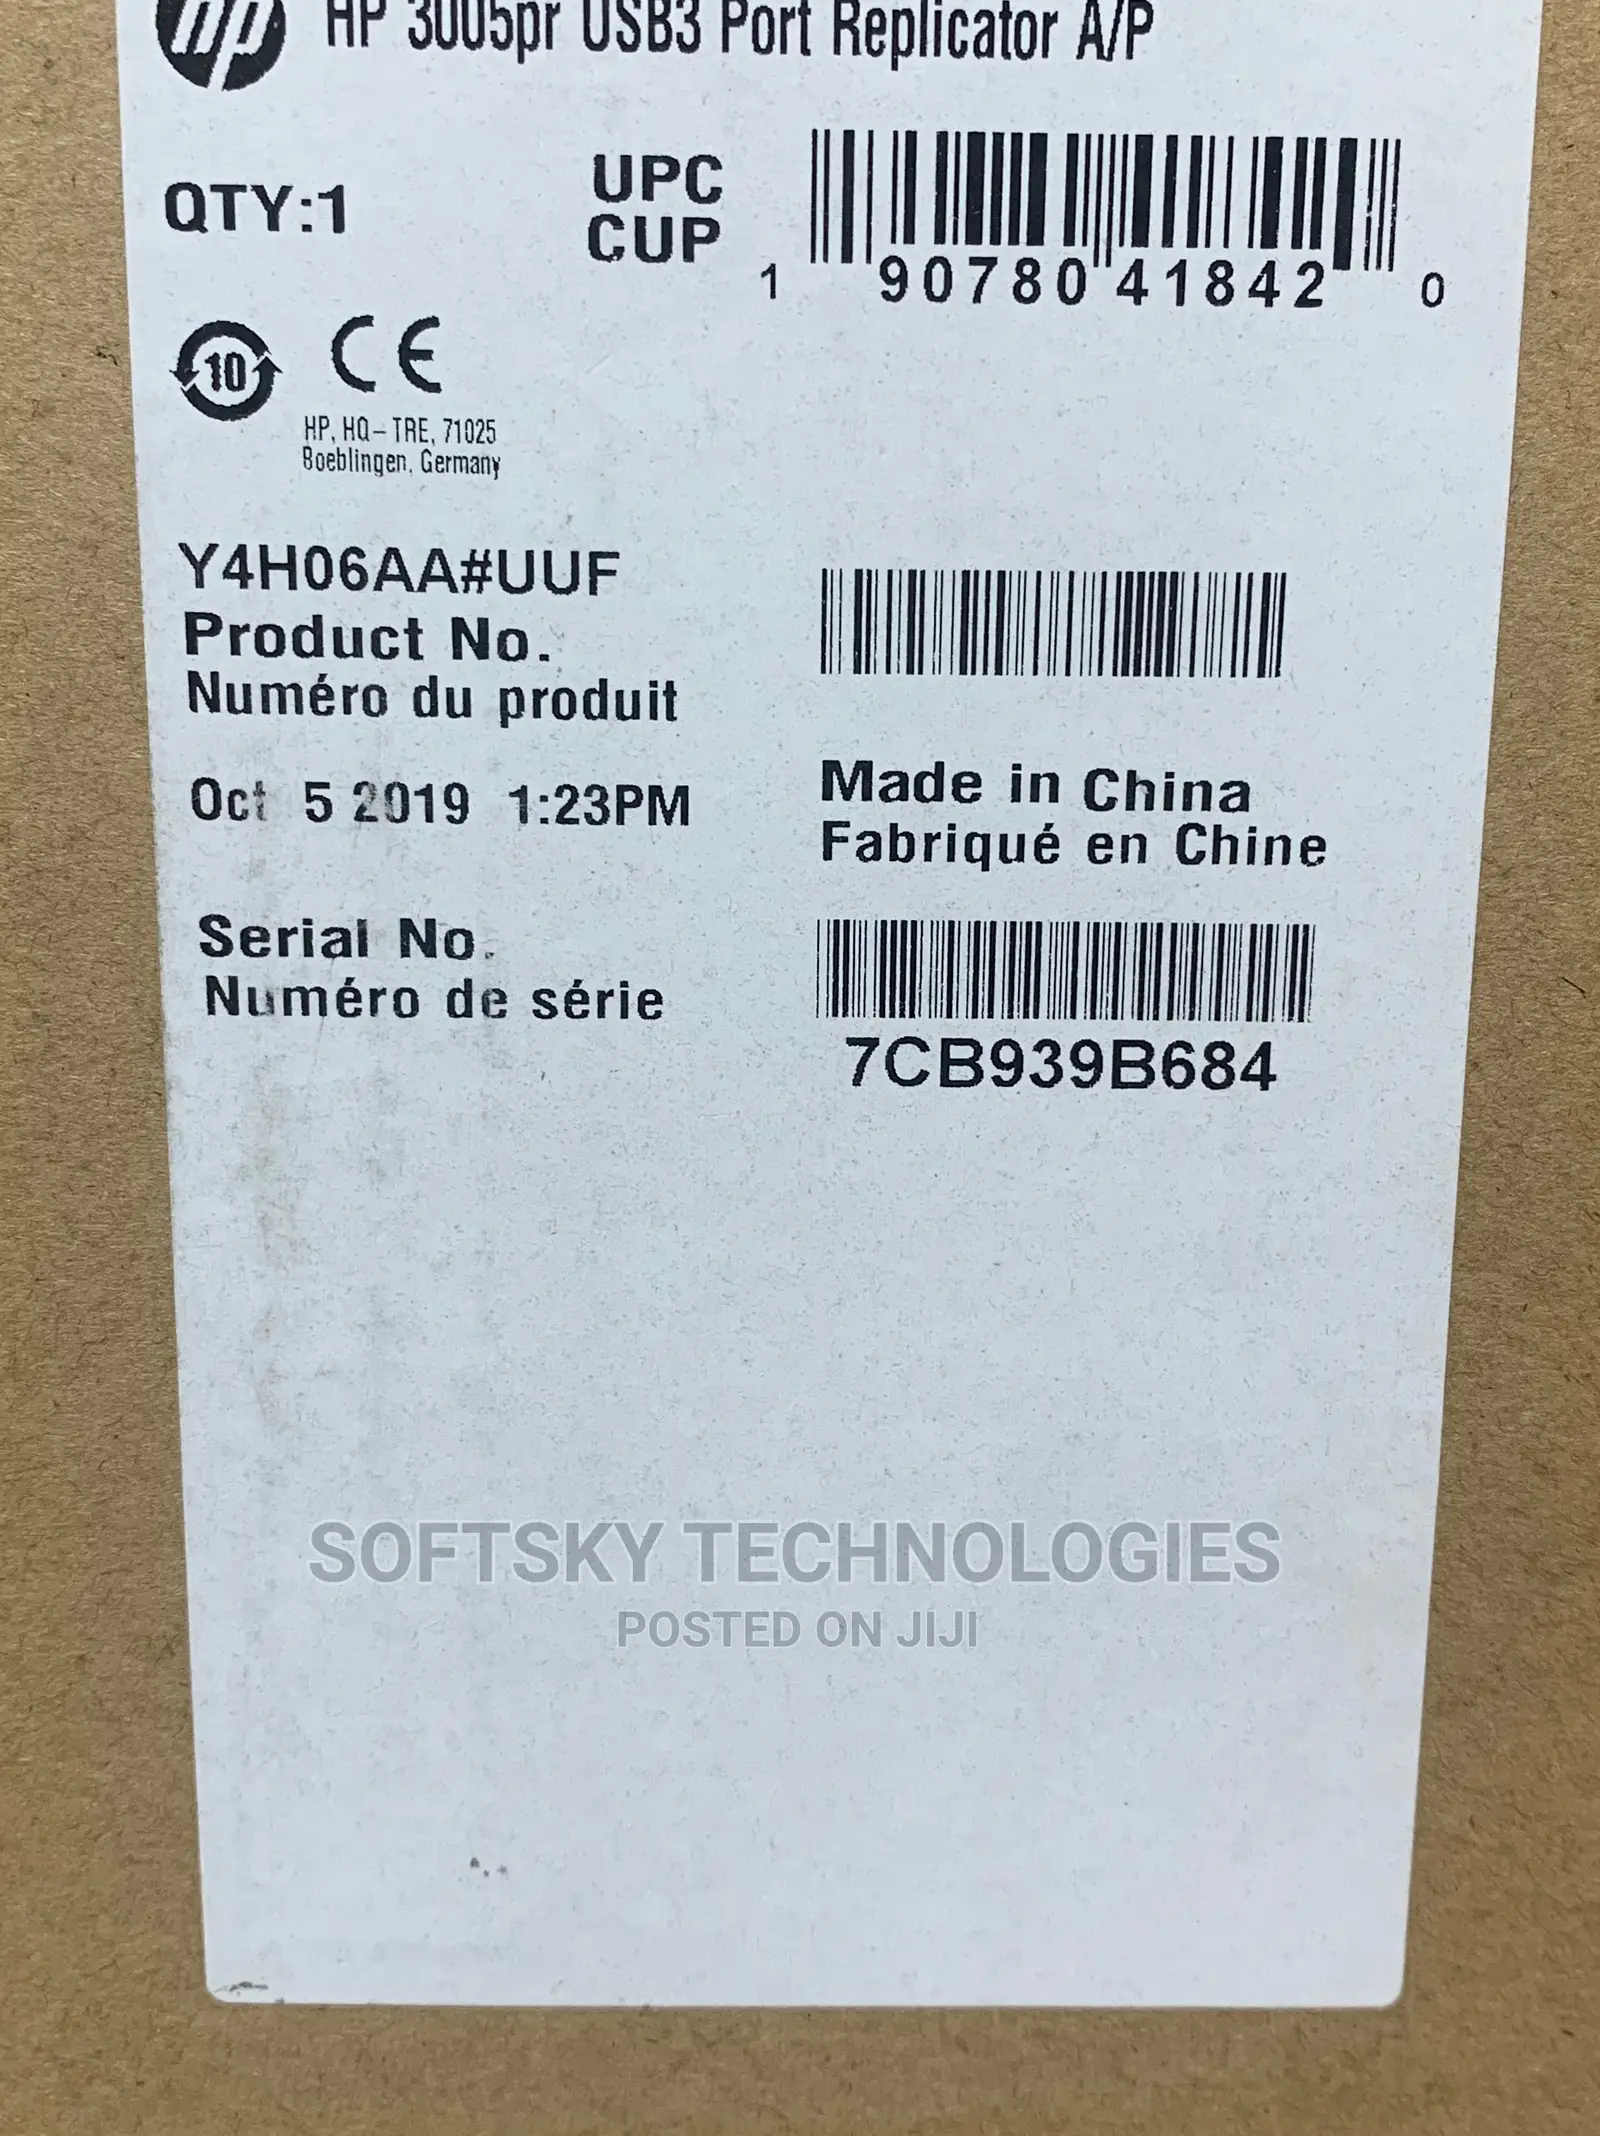 hp HP 3005pr USB3 Port Replicator A/P
QTY:1
UPC
CUP
1 90780 41842 0
10 CE
HP, HQ-TRE, 71025
Boeblingen, Germany
Y4H06AA#UUF
Product No.
Numéro du produit
Oct 5 2019 1:23PM
Made in China
Fabriqué en Chine
Serial No.
Numéro de série
7CB939B684
SOFTSKY TECHNOLOGIES
POSTED ON JIJI